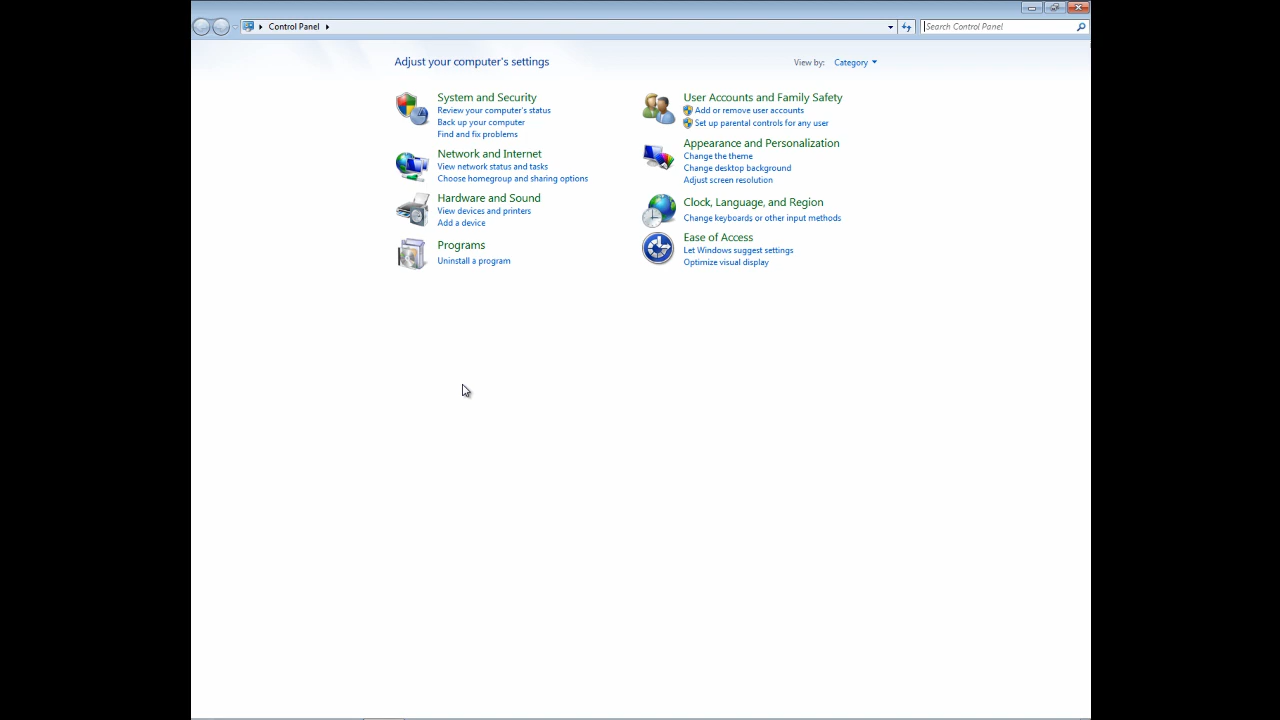 Control Panel
Search Control Panel
Adjust your computer's settings
View by: Category
System and Security
Review your computer's status
Back up your computer
Find and fix problems
Network and Internet
View network status and tasks
Choose homegroup and sharing options
Hardware and Sound
View devices and printers
Add a device
Programs
Uninstall a program
User Accounts and Family Safety
Add or remove user accounts
Set up parental controls for any user
Appearance and Personalization
Change the theme
Change desktop background
Adjust screen resolution
Clock, Language, and Region
Change keyboards or other input methods
Ease of Access
Let Windows suggest settings
Optimize visual display